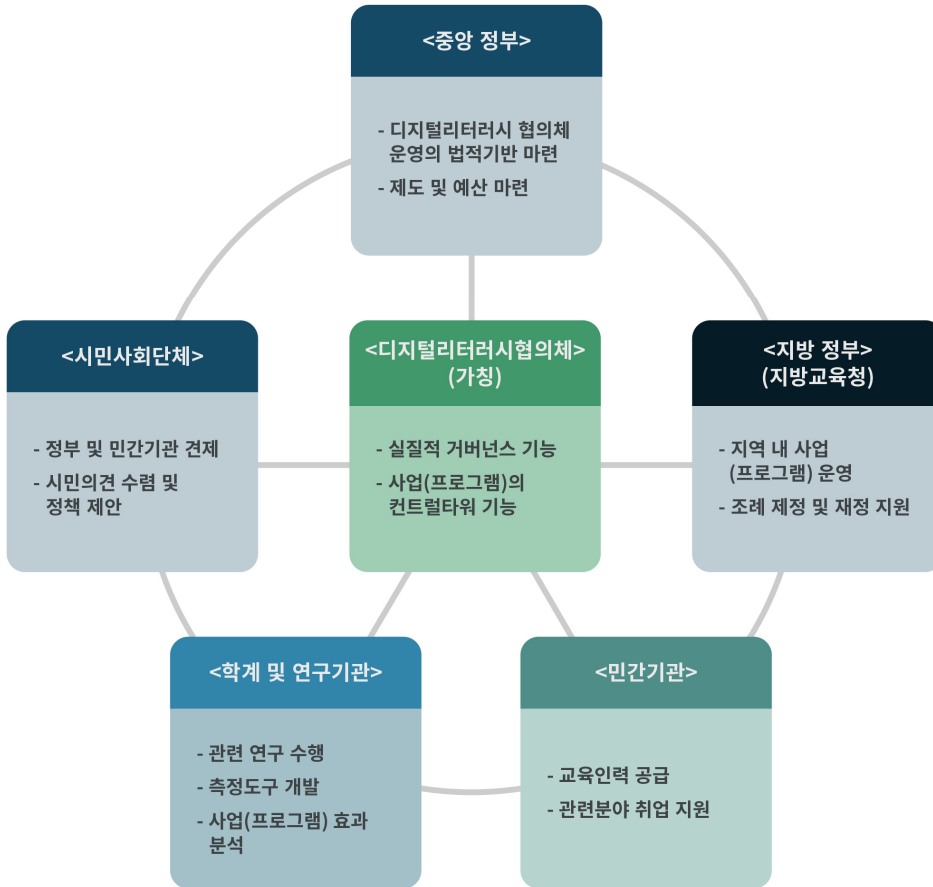 <중앙 정부>
- 디지털리터러시 협의체
운영의 법적기반 마련
- 제도 및 예산 마련
<시민사회단체>
- 정부 및 민간기관 견제
- 시민의견 수렴 및
정책 제안
<디지털리터러시협의체>
(가칭)
- 실질적 거버넌스 기능
- 사업(프로그램)의
컨트럴타워 기능
<지방 정부>
(지방교육청)
- 지역 내 사업
(프로그램) 운영
- 조례 제정 및 재정 지원
<학계 및 연구기관>
- 관련 연구 수행
- 측정도구 개발
- 사업(프로그램) 효과
분석
<민간기관>
- 교육인력 공급
- 관련분야 취업 지원